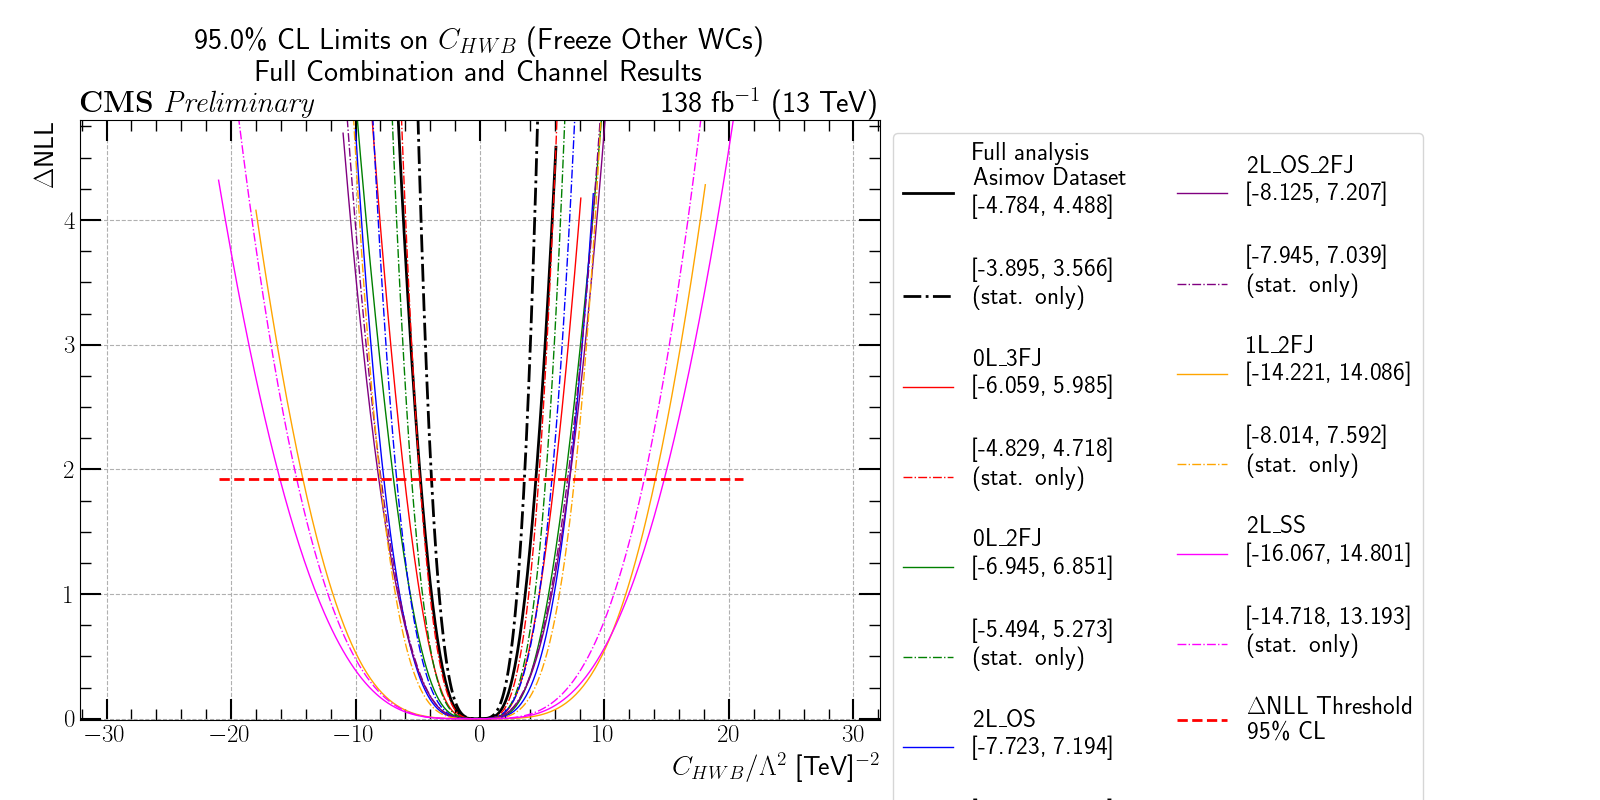 95.0% CL Limits on C_{HWB} (Freeze Other WCs)
Full Combination and Channel Results
CMS Preliminary
138 fb^{-1} (13 TeV)
ΔNLL
4
3
2
1
0
−30
−20
−10
0
10
20
30
C_{HWB}/Λ^2 [TeV]^{-2}
Full analysis
Asimov Dataset
[-4.784, 4.488]
[-3.895, 3.566]
(stat. only)
0L_3FJ
[-6.059, 5.985]
[-4.829, 4.718]
(stat. only)
0L_2FJ
[-6.945, 6.851]
[-5.494, 5.273]
(stat. only)
2L_OS
[-7.723, 7.194]
2L_OS_2FJ
[-8.125, 7.207]
[-7.945, 7.039]
(stat. only)
1L_2FJ
[-14.221, 14.086]
[-8.014, 7.592]
(stat. only)
2L_SS
[-16.067, 14.801]
[-14.718, 13.193]
(stat. only)
ΔNLL Threshold
95% CL